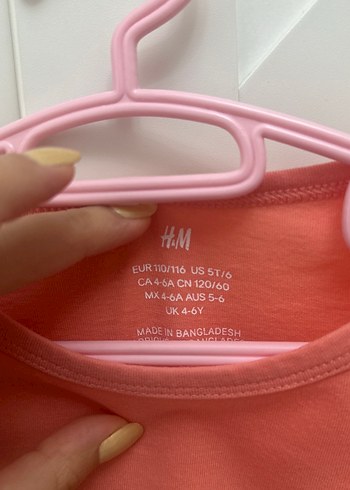 H&M
EUR 110/116 US 5T/6
CA 4-6A CN 120/60
MX 4-6A AUS 5-6
UK 4-6Y
MADE IN BANGLADESH
BANGLADE